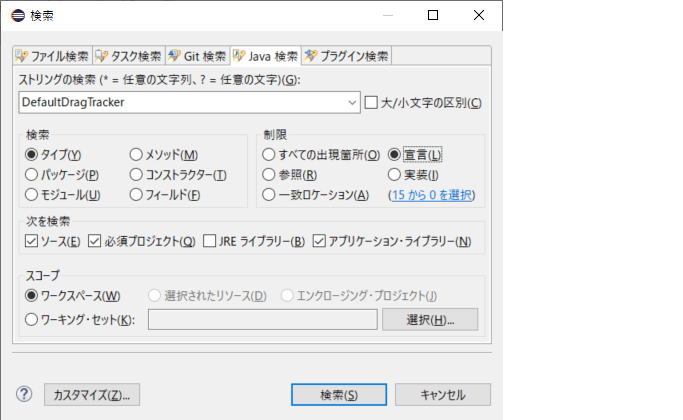 検索
ファイル検索 タスク検索 Git 検索 Java 検索 プラグイン検索
ストリングの検索 (* = 任意の文字列、? = 任意の文字)(G):
DefaultDragTracker 大/小文字の区別(C)
検索 制限
タイプ(Y) メソッド(M) すべての出現箇所(O) 宣言(L)
パッケージ(P) コンストラクター(T) 参照(R) 実装(I)
モジュール(U) フィールド(F) 一致ロケーション(A) (15 から 0 を選択)
次を検索
ソース(E) 必須プロジェクト(Q) JRE ライブラリー(B) アプリケーション・ライブラリー(N)
スコープ
ワークスペース(W) 選択されたリソース(D) エンクロージング・プロジェクト(J)
ワーキング・セット(K): 選択(H)...
? カスタマイズ(Z)... 検索(S) キャンセル